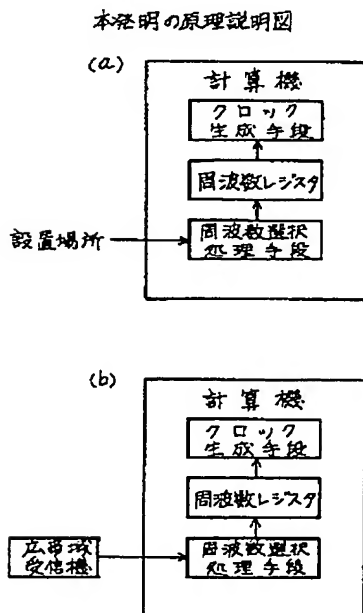 本発明の原理説明図
(a)
計算機
クロック
生成手段
周波数レジスタ
設置場所
周波数選択
処理手段
(b)
計算機
クロック
生成手段
周波数レジスタ
広帯域
受信機
周波数選択
処理手段